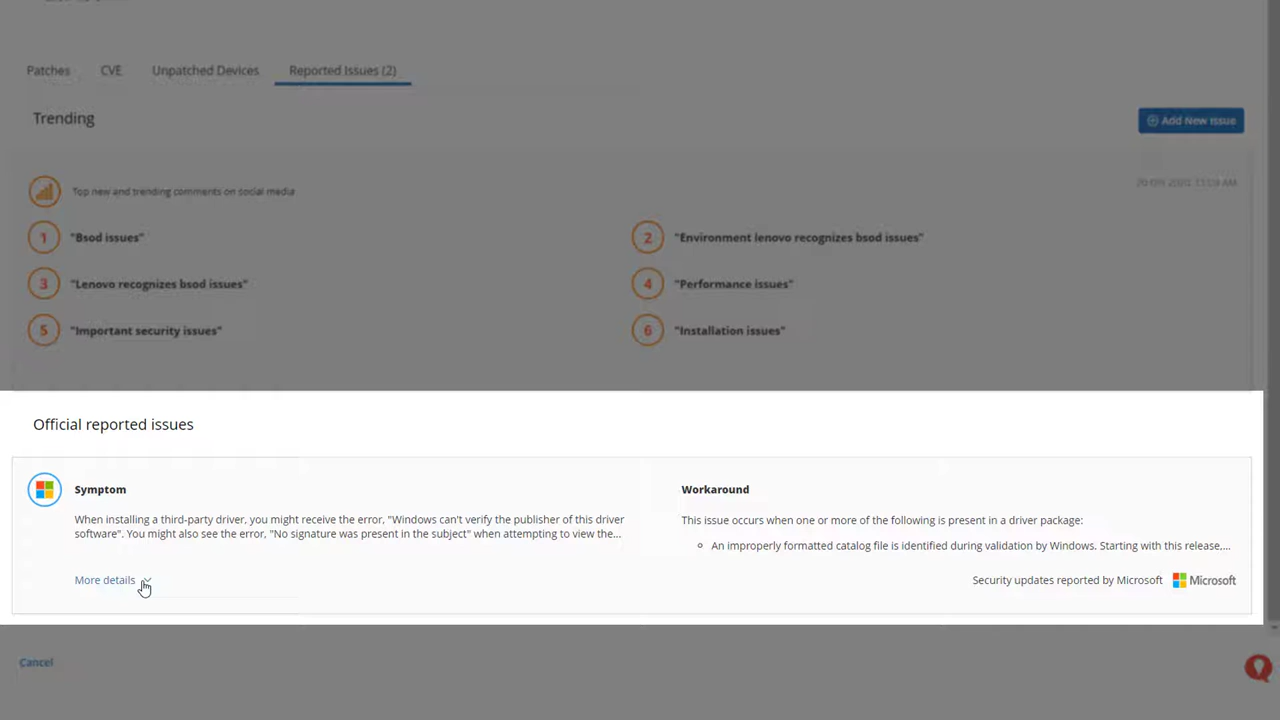 Patches CVE Unpatched Devices Reported Issues (2)
Trending
Add New Issue
Top new and trending comments on social media
1 "Bsod issues"
2 "Environment lenovo recognizes bsod issues"
3 "Lenovo recognizes bsod issues"
4 "Performance issues"
5 "Important security issues"
6 "Installation issues"
Official reported issues
Symptom
When installing a third-party driver, you might receive the error, "Windows can't verify the publisher of this driver
software". You might also see the error, "No signature was present in the subject" when attempting to view the...
More details
Workaround
This issue occurs when one or more of the following is present in a driver package:
An improperly formatted catalog file is identified during validation by Windows. Starting with this release,...
Security updates reported by Microsoft Microsoft
Cancel